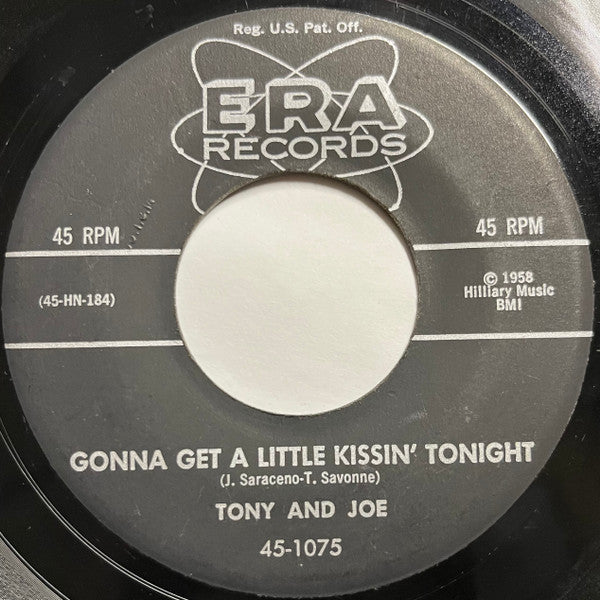 Reg. U.S. Pat. Off.
ERA
RECORDS
45 RPM
45 RPM
(45-HN-184)
© 1958
Hilliary Music
BMI
GONNA GET A LITTLE KISSIN' TONIGHT
(J. Saraceno-T. Savonne)
TONY AND JOE
45-1075